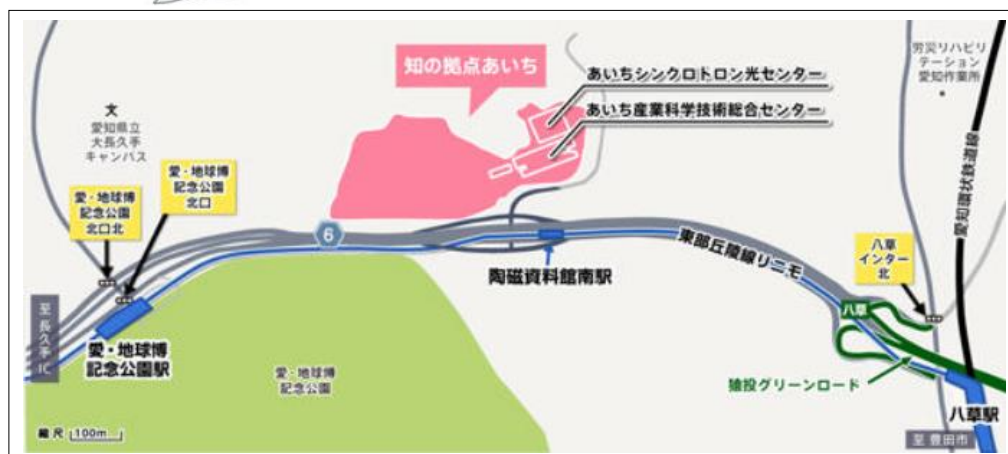 知の拠点あいち
あいちシンクロトロン光センター
あいち産業科学技術総合センター
労災リハビリ
テーション
愛知作業所
愛知環状鉄道線
文
愛知県立
大長久手
キャンパス
愛・地球博
記念公園
北口
愛・地球博
記念公園
北口北
6
東部丘陵線リニモ
八草
インター
北
陶磁資料館南駅
八草
至 長久手 IC
愛・地球博
記念公園駅
愛・地球博
記念公園
猿投グリーンロード
八草駅
縮尺 100m
至 豊田市